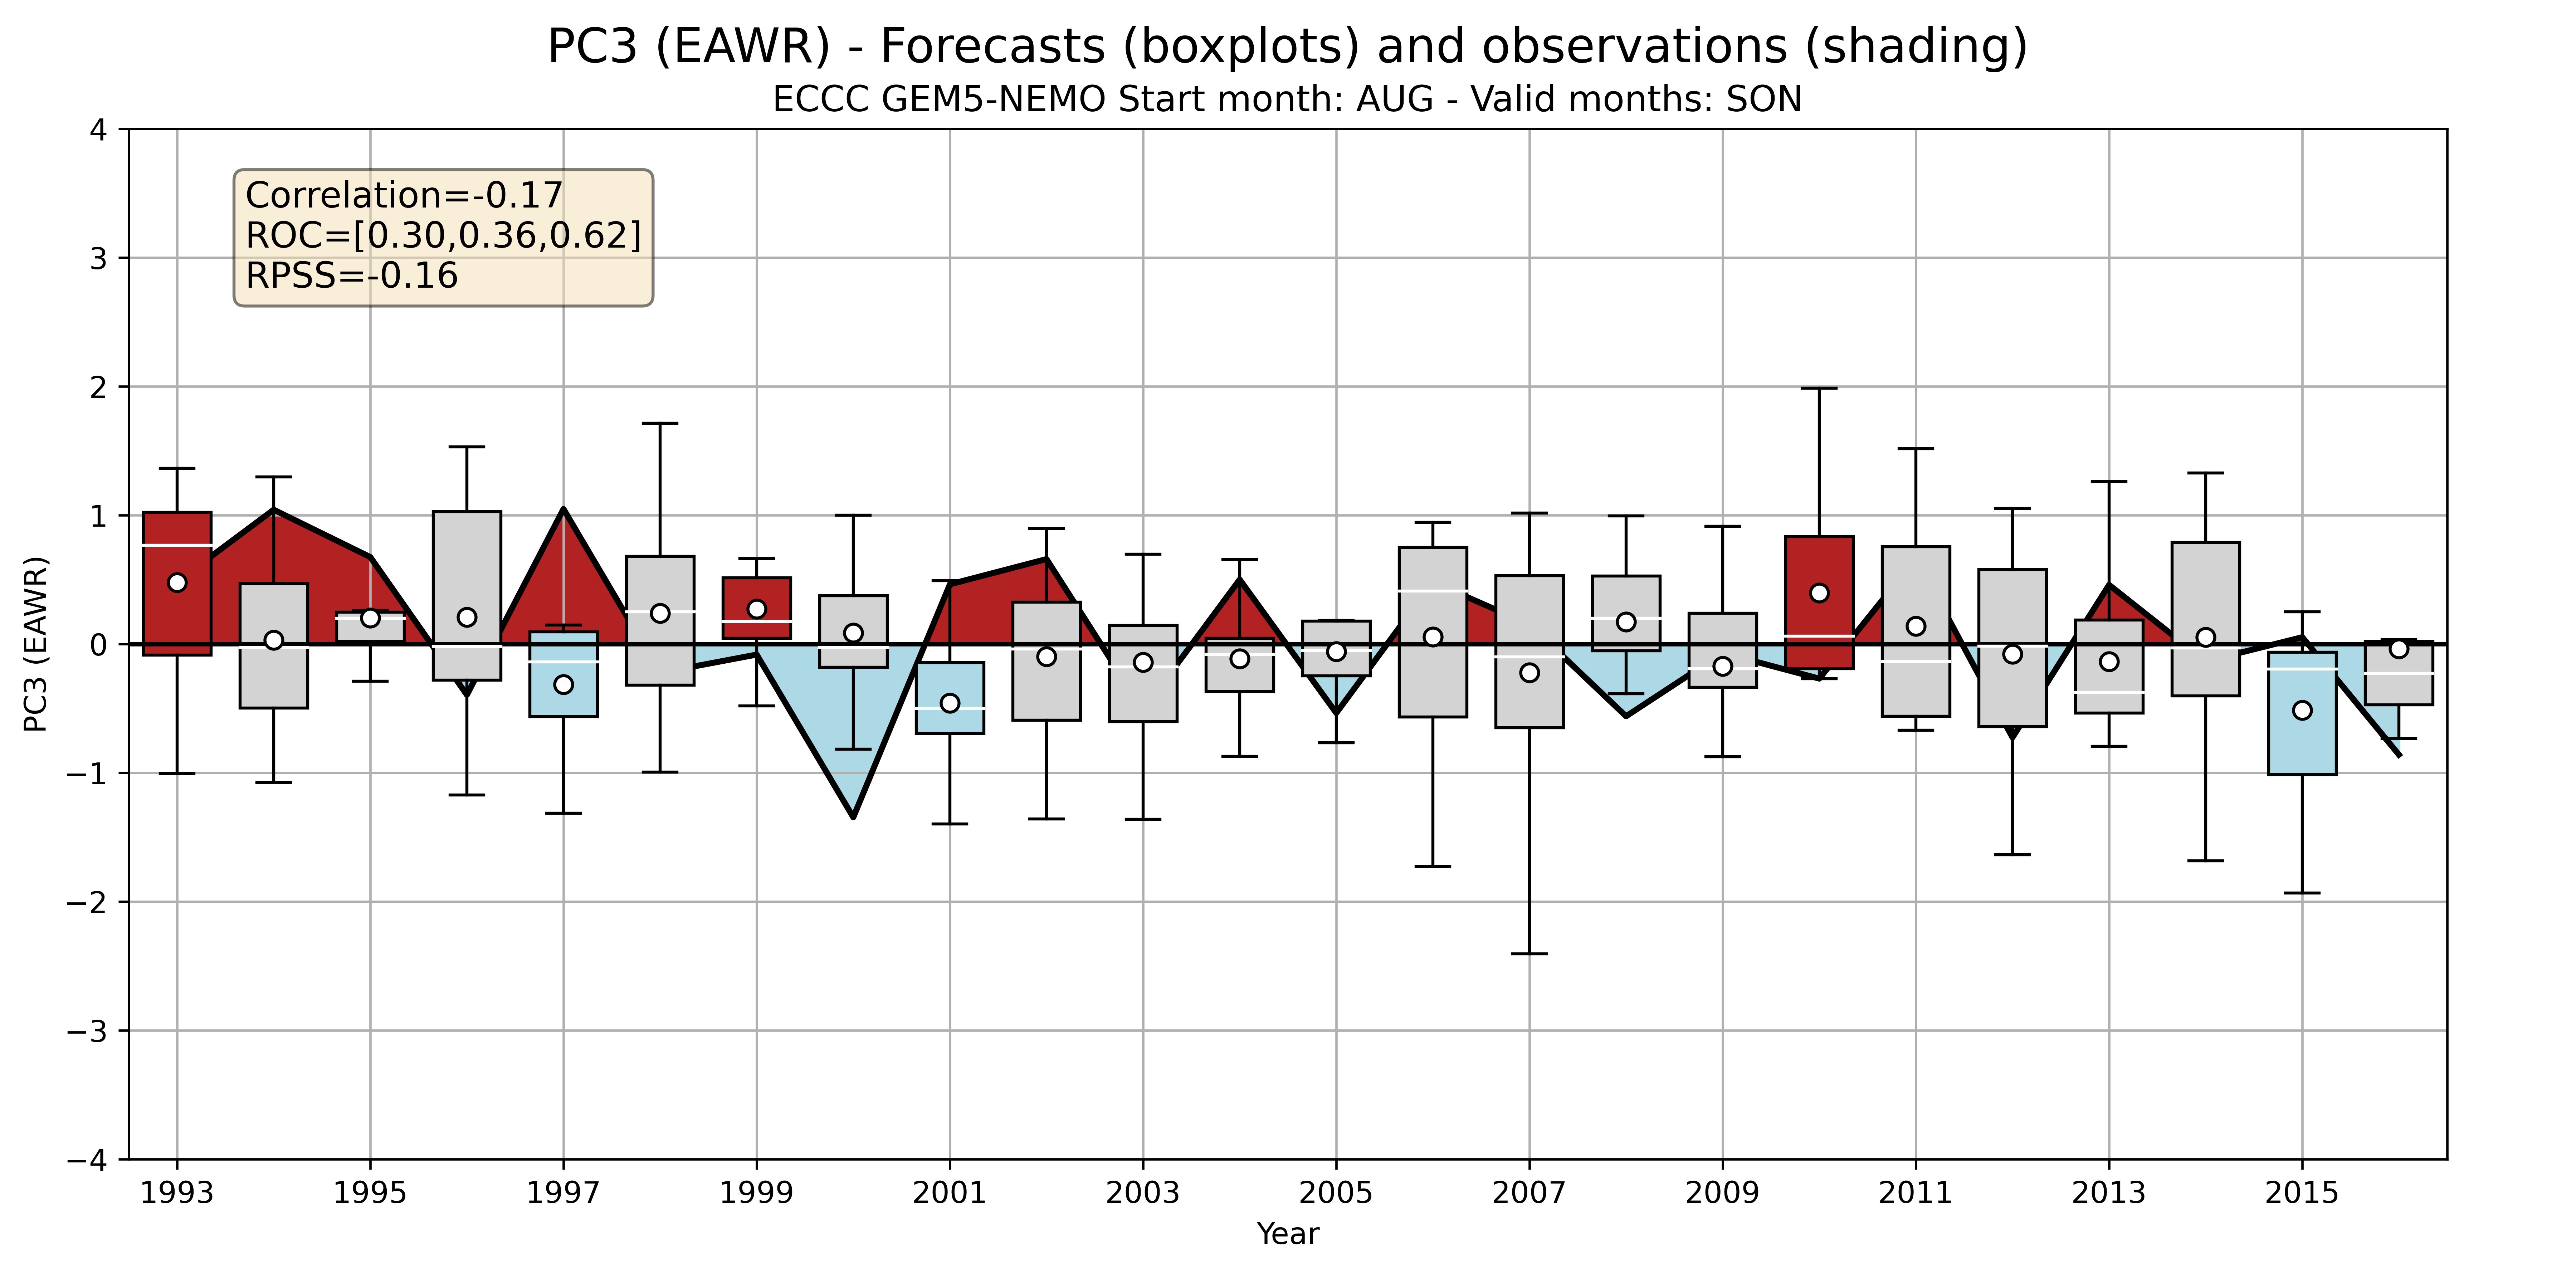 PC3 (EAWR) - Forecasts (boxplots) and observations (shading)
ECCC GEM5-NEMO Start month: AUG - Valid months: SON
Correlation=-0.17
ROC=[0.30,0.36,0.62]
RPSS=-0.16
PC3 (EAWR)
4
3
2
1
0
−1
−2
−3
−4
1993 1995 1997 1999 2001 2003 2005 2007 2009 2011 2013 2015
Year